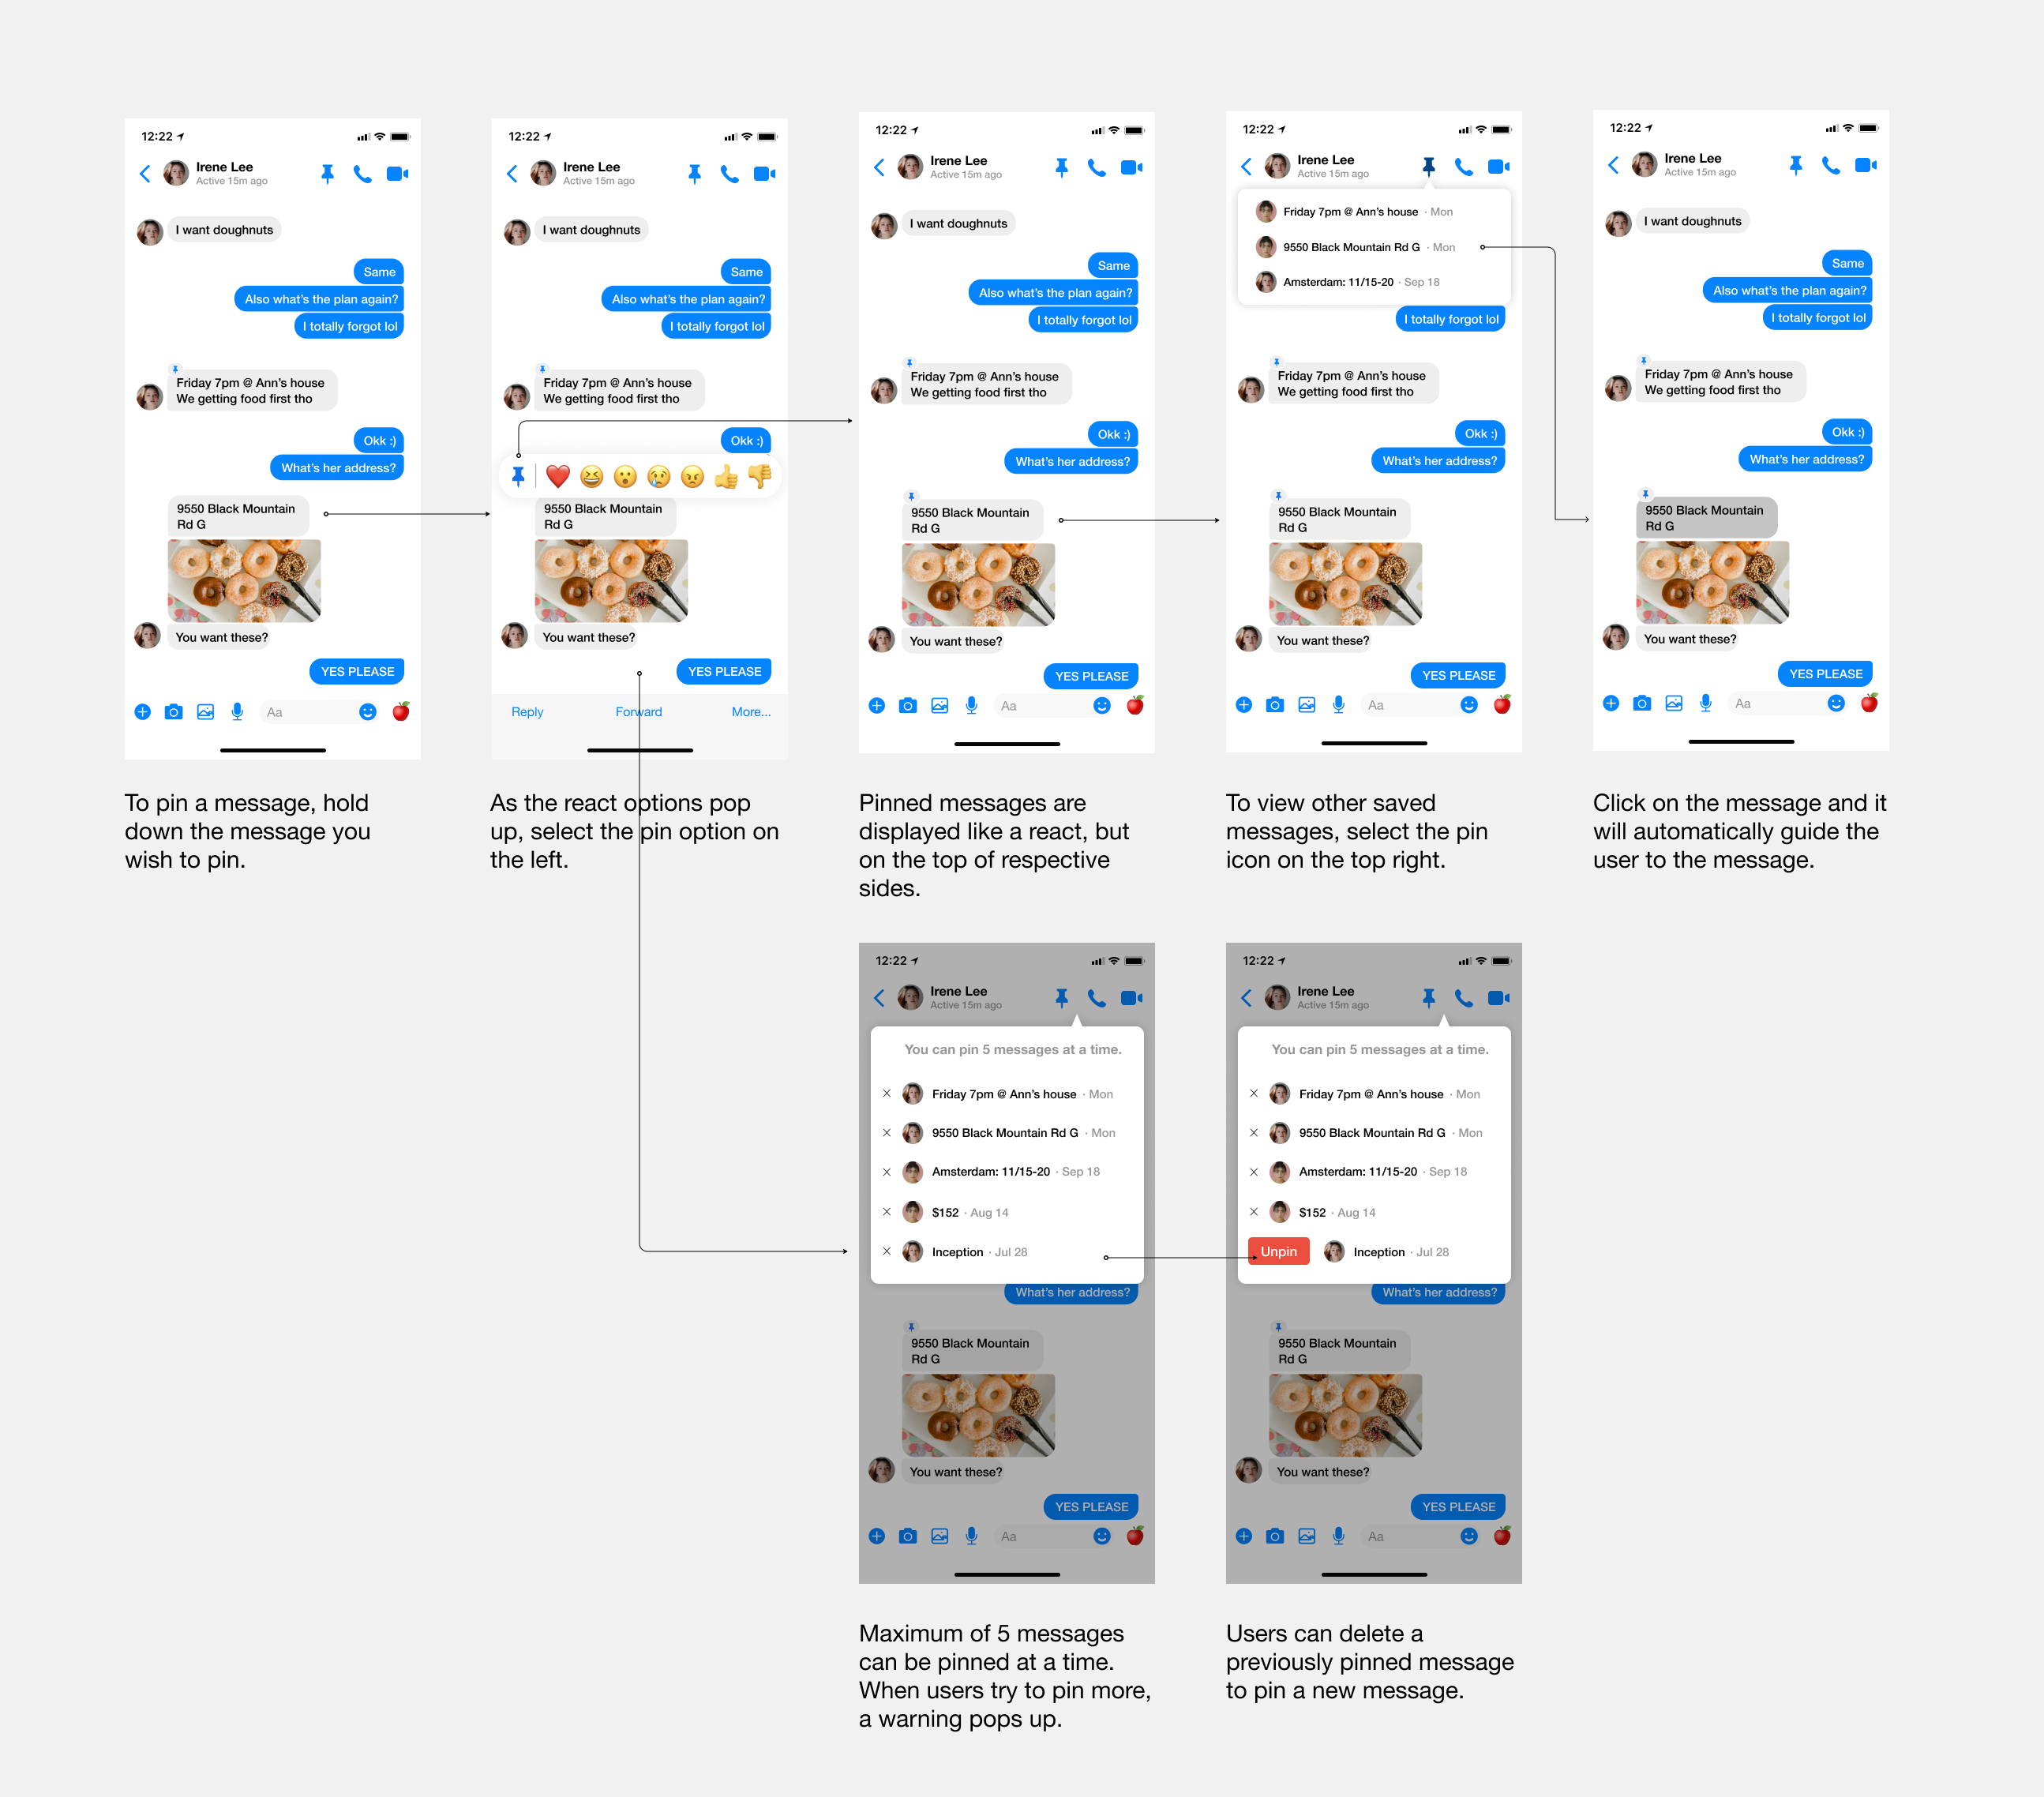 12:22
Irene Lee
Active 15m ago
I want doughnuts
Same
Also what's the plan again?
I totally forgot lol
Friday 7pm @ Ann's house
We getting food first tho
Okk :)
What's her address?
9550 Black Mountain
Rd G
You want these?
YES PLEASE
Aa
To pin a message, hold
down the message you
wish to pin.
12:22
Irene Lee
Active 15m ago
I want doughnuts
Same
Also what's the plan again?
I totally forgot lol
Friday 7pm @ Ann's house
We getting food first tho
Okk :)
9550 Black Mountain
Rd G
You want these?
YES PLEASE
Reply Forward More...
As the react options pop
up, select the pin option on
the left.
12:22
Irene Lee
Active 15m ago
I want doughnuts
Same
Also what's the plan again?
I totally forgot lol
Friday 7pm @ Ann's house
We getting food first tho
Okk :)
What's her address?
9550 Black Mountain
Rd G
You want these?
YES PLEASE
Aa
Pinned messages are
displayed like a react, but
on the top of respective
sides.
12:22
Irene Lee
Active 15m ago
Friday 7pm @ Ann's house · Mon
9550 Black Mountain Rd G · Mon
Amsterdam: 11/15-20 · Sep 18
I totally forgot lol
Friday 7pm @ Ann's house
We getting food first tho
Okk :)
What's her address?
9550 Black Mountain
Rd G
You want these?
YES PLEASE
Aa
To view other saved
messages, select the pin
icon on the top right.
12:22
Irene Lee
Active 15m ago
I want doughnuts
Same
Also what's the plan again?
I totally forgot lol
Friday 7pm @ Ann's house
We getting food first tho
Okk :)
What's her address?
9550 Black Mountain
Rd G
You want these?
YES PLEASE
Aa
Click on the message and it
will automatically guide the
user to the message.
12:22
Irene Lee
Active 15m ago
You can pin 5 messages at a time.
Friday 7pm @ Ann's house · Mon
9550 Black Mountain Rd G · Mon
Amsterdam: 11/15-20 · Sep 18
$152 · Aug 14
Inception · Jul 28
What's her address?
9550 Black Mountain
Rd G
You want these?
YES PLEASE
Aa
Maximum of 5 messages
can be pinned at a time.
When users try to pin more,
a warning pops up.
12:22
Irene Lee
Active 15m ago
You can pin 5 messages at a time.
Friday 7pm @ Ann's house · Mon
9550 Black Mountain Rd G · Mon
Amsterdam: 11/15-20 · Sep 18
$152 · Aug 14
Unpin Inception · Jul 28
What's her address?
9550 Black Mountain
Rd G
You want these?
YES PLEASE
Aa
Users can delete a
previously pinned message
to pin a new message.